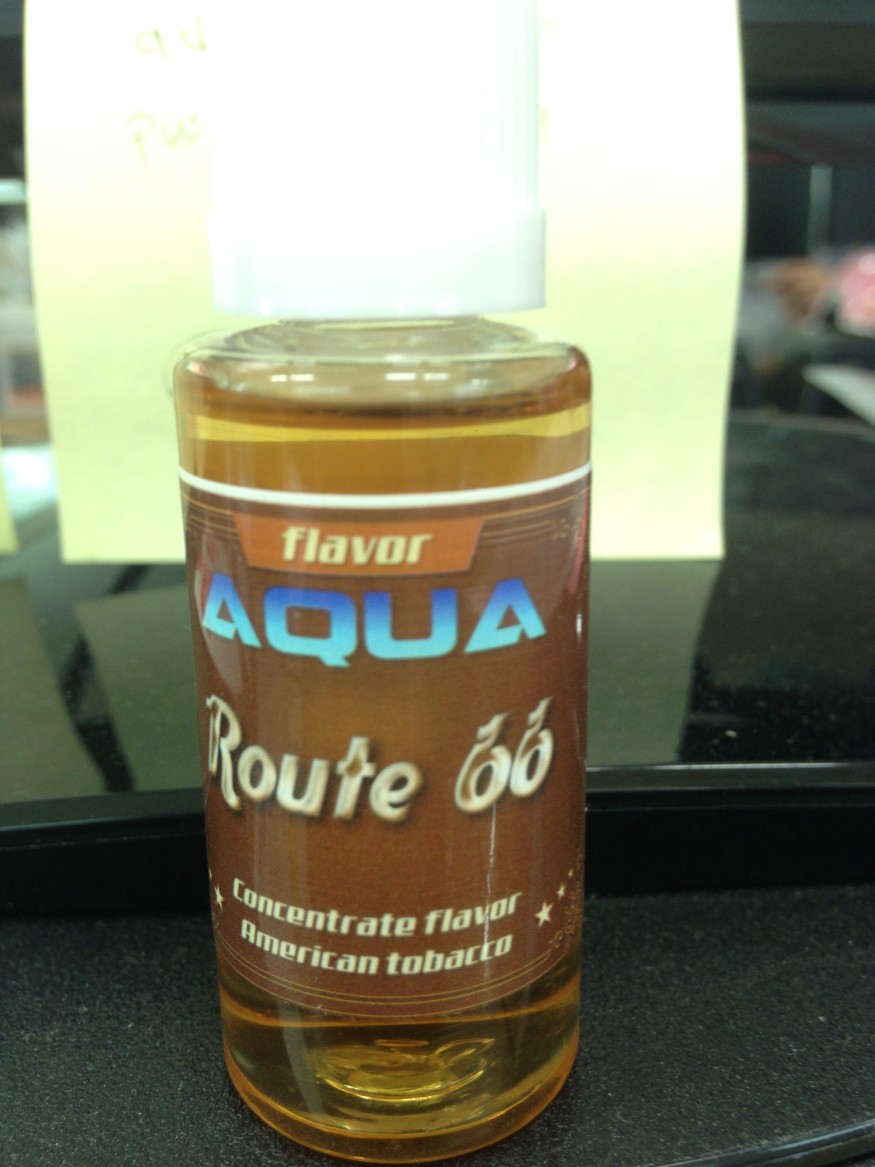 flavor
AQUA
Route 66
Concentrate flavor
American tobacco